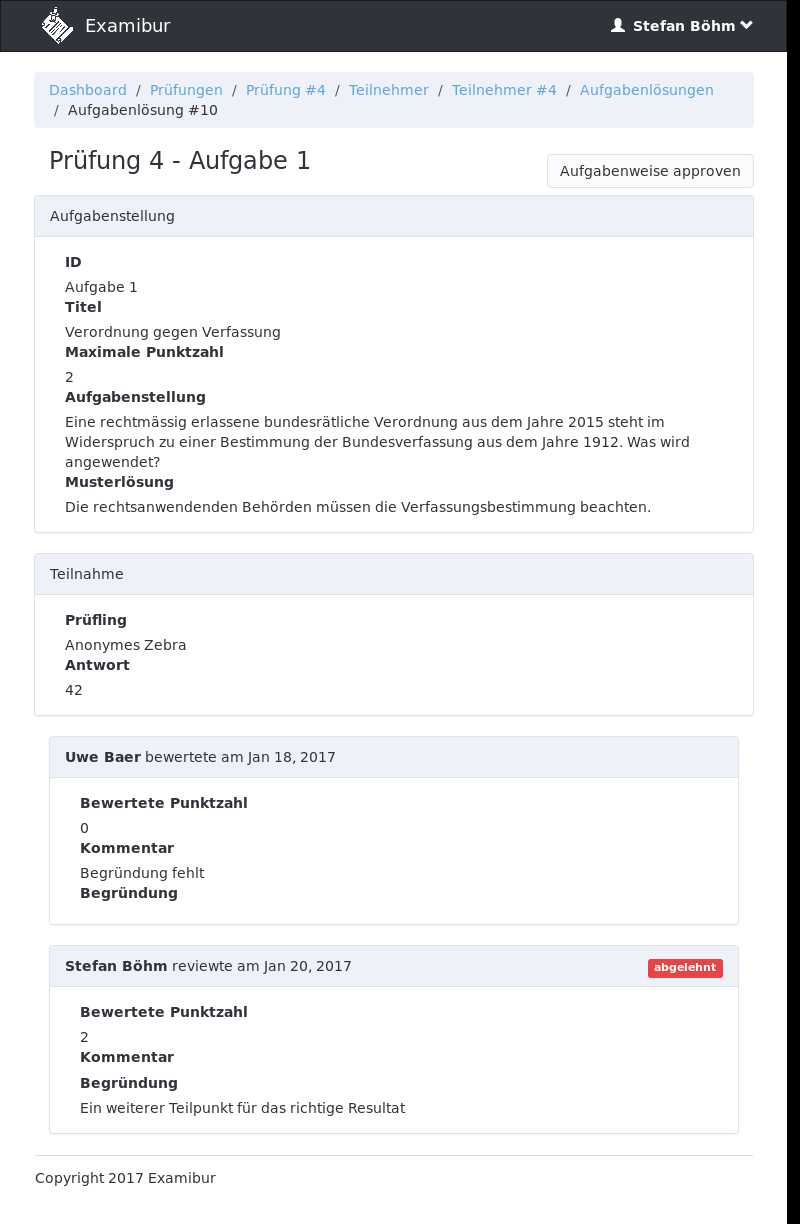 Examibur
Stefan Böhm
Dashboard / Prüfungen / Prüfung #4 / Teilnehmer / Teilnehmer #4 / Aufgabenlösungen
/ Aufgabenlösung #10
Prüfung 4 - Aufgabe 1
Aufgabenweise approven
Aufgabenstellung
ID
Aufgabe 1
Titel
Verordnung gegen Verfassung
Maximale Punktzahl
2
Aufgabenstellung
Eine rechtmässig erlassene bundesrätliche Verordnung aus dem Jahre 2015 steht im
Widerspruch zu einer Bestimmung der Bundesverfassung aus dem Jahre 1912. Was wird
angewendet?
Musterlösung
Die rechtsanwendenden Behörden müssen die Verfassungsbestimmung beachten.
Teilnahme
Prüfling
Anonymes Zebra
Antwort
42
Uwe Baer bewertete am Jan 18, 2017
Bewertete Punktzahl
0
Kommentar
Begründung fehlt
Begründung
Stefan Böhm reviewte am Jan 20, 2017
abgelehnt
Bewertete Punktzahl
2
Kommentar
Begründung
Ein weiterer Teilpunkt für das richtige Resultat
Copyright 2017 Examibur